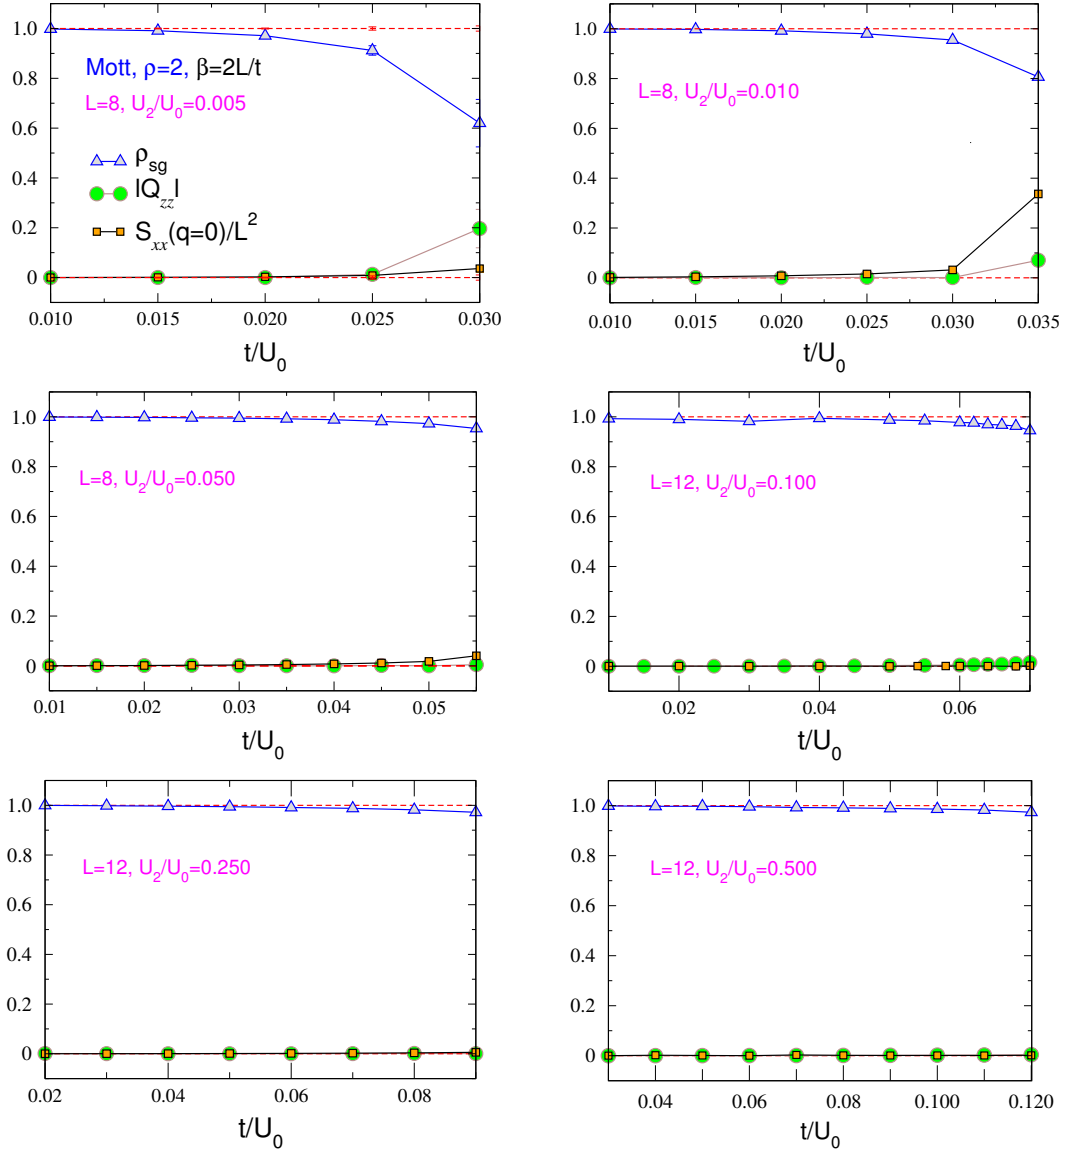 1.0
0.8
0.6
0.4
0.2
0
Mott, ρ=2, β=2L/t
L=8, U₂/U₀=0.005
ρ_sg
|Q_zz|
S_xx(q=0)/L²
0.010 0.015 0.020 0.025 0.030
t/U₀
1.0
0.8
0.6
0.4
0.2
0
L=8, U₂/U₀=0.010
0.010 0.015 0.020 0.025 0.030 0.035
t/U₀
1.0
0.8
0.6
0.4
0.2
0
L=8, U₂/U₀=0.050
0.01 0.02 0.03 0.04 0.05
t/U₀
1.0
0.8
0.6
0.4
0.2
0
L=12, U₂/U₀=0.100
0.02 0.04 0.06
t/U₀
1.0
0.8
0.6
0.4
0.2
0
L=12, U₂/U₀=0.250
0.02 0.04 0.06 0.08
t/U₀
1.0
0.8
0.6
0.4
0.2
0
L=12, U₂/U₀=0.500
0.04 0.06 0.08 0.100 0.120
t/U₀